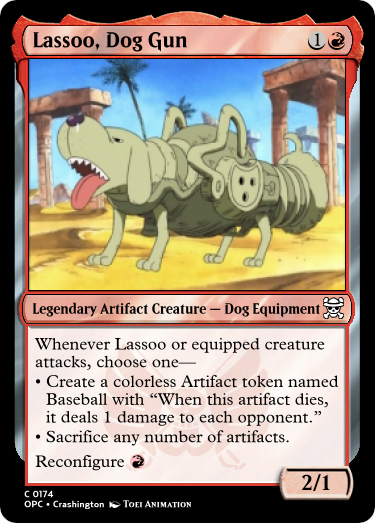 Lassoo, Dog Gun 1
Legendary Artifact Creature — Dog Equipment
Whenever Lassoo or equipped creature
attacks, choose one—
• Create a colorless Artifact token named
Baseball with “When this artifact dies,
it deals 1 damage to each opponent.”
• Sacrifice any number of artifacts.
Reconfigure
2/1
C 0174
OPC • Crashington TOEI ANIMATION